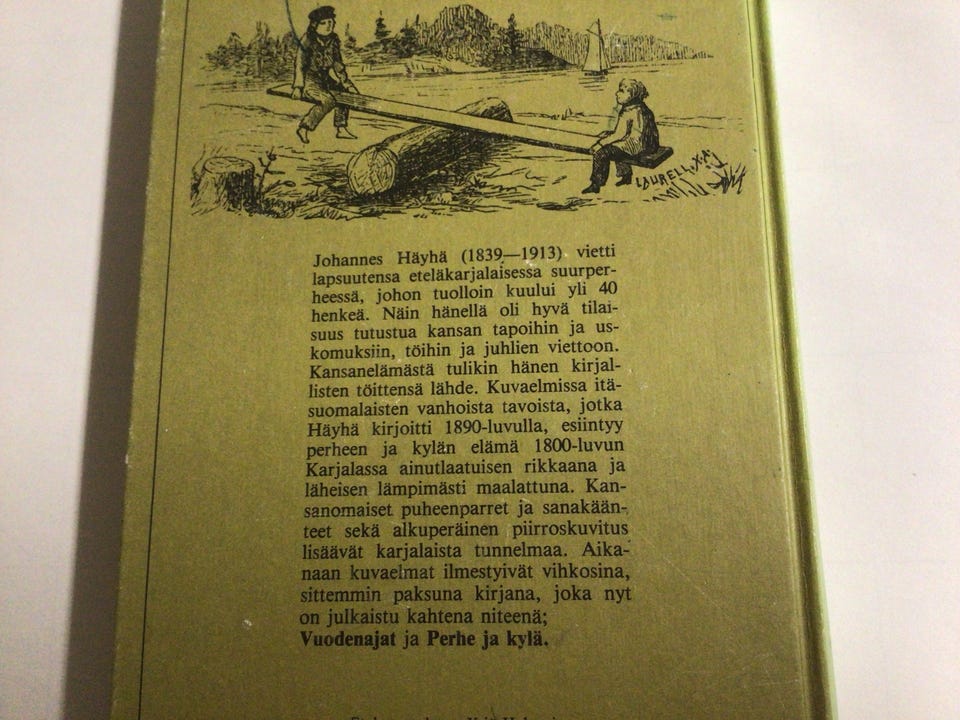 LAURELL.X.A.
Johannes Häyhä (1839—1913) vietti
lapsuutensa eteläkarjalaisessa suurper-
heessä, johon tuolloin kuului yli 40
henkeä. Näin hänellä oli hyvä tilai-
suus tutustua kansan tapoihin ja us-
komuksiin, töihin ja juhlien viettoon.
Kansanelämästä tulikin hänen kirjal-
listen töittensä lähde. Kuvaelmissa itä-
suomalaisten vanhoista tavoista, jotka
Häyhä kirjoitti 1890-luvulla, esiintyy
perheen ja kylän elämä 1800-luvun
Karjalassa ainutlaatuisen rikkaana ja
läheisen lämpimästi maalattuna. Kan-
sanomaiset puheenparret ja sanakään-
teet sekä alkuperäinen piirroskuvitus
lisäävät karjalaista tunnelmaa. Aika-
naan kuvaelmat ilmestyivät vihkosina,
sittemmin paksuna kirjana, joka nyt
on julkaistu kahtena niteenä;
Vuodenajat ja Perhe ja kylä.